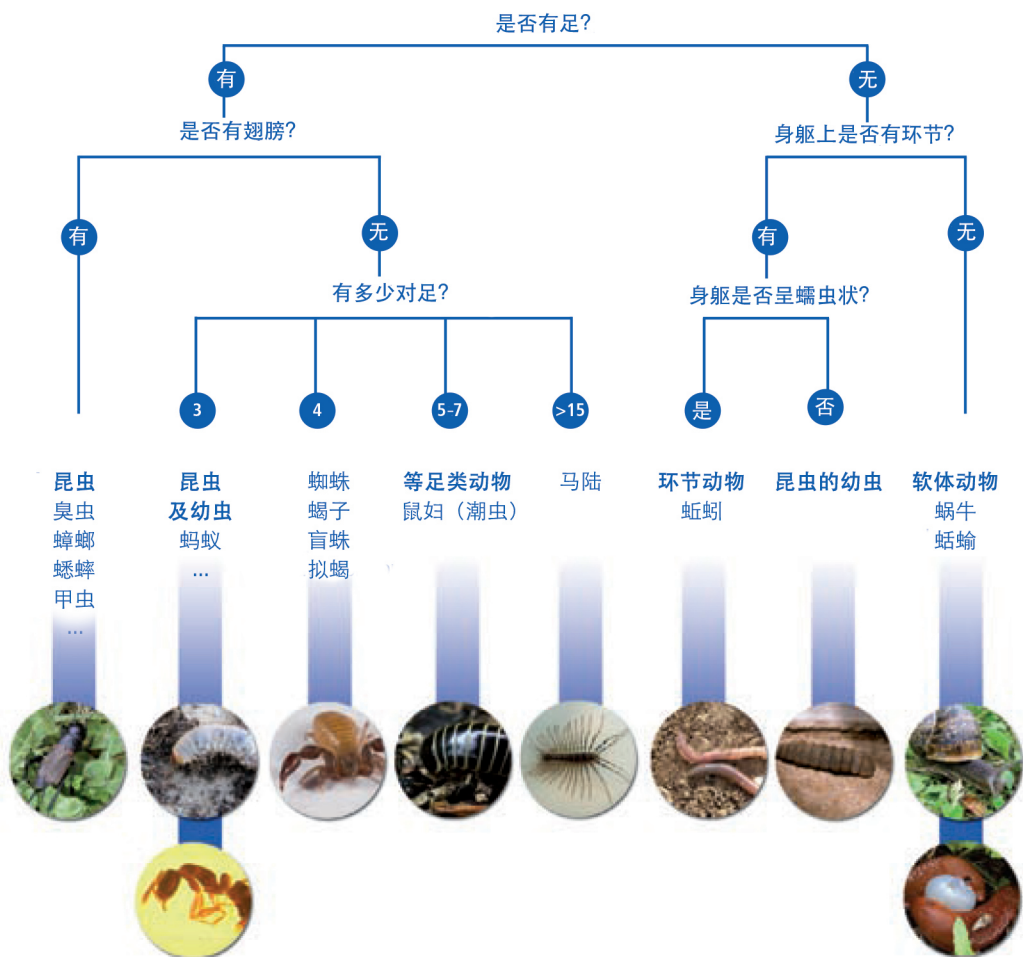 是否有足?
有
无
是否有翅膀?
身躯上是否有环节?
有
无
有
无
有多少对足?
身躯是否呈蠕虫状?
3
4
5-7
>15
是
否
昆虫
臭虫
蟑螂
蟋蟀
甲虫
...
昆虫
及幼虫
蚂蚁
...
蜘蛛
蝎子
盲蛛
拟蝎
等足类动物
鼠妇（潮虫）
马陆
环节动物
蚯蚓
昆虫的幼虫
软体动物
蜗牛
蛞蝓